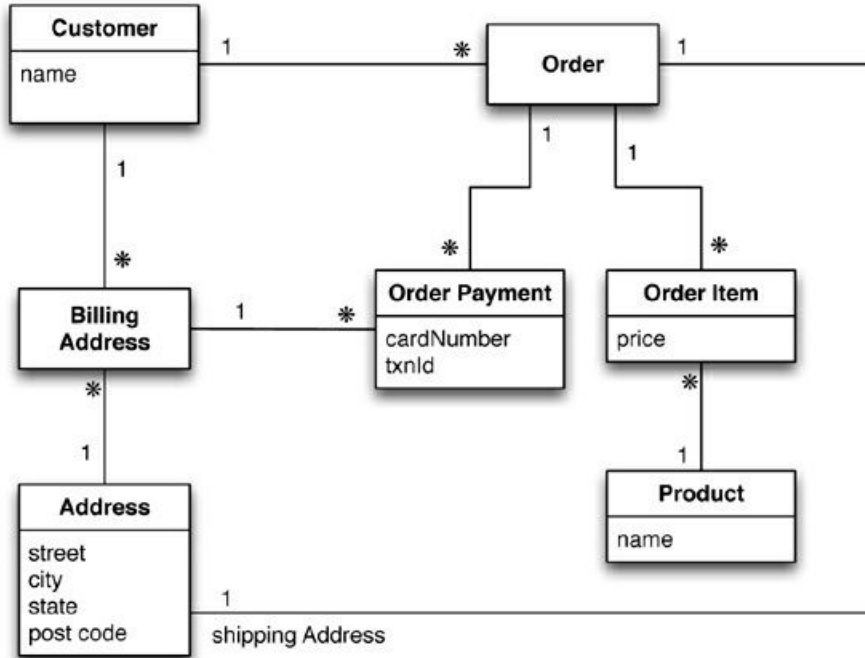 Customer
name
1
*
Order
1
1
*
1
*
1
*
Billing
Address
1
*
Order Payment
cardNumber
txnId
Order Item
price
*
1
*
1
Product
name
Address
street
city
state
post code
1
shipping Address